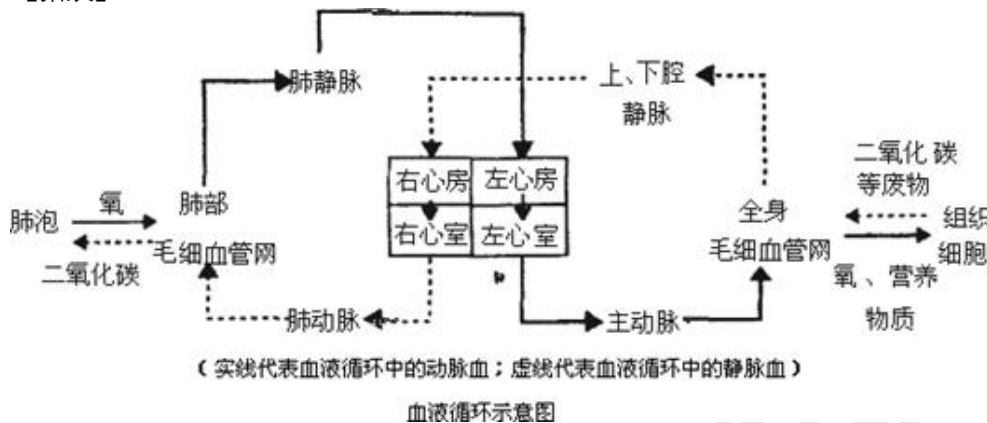 肺静脉
上、下腔
静脉
二氧化碳
等废物
右心房 左心房
右心室 左心室
肺泡
氧
二氧化碳
肺部
毛细血管网
全身
毛细血管网
组织
细胞
氧、营养
物质
肺动脉
主动脉
(实线代表血液循环中的动脉血;虚线代表血液循环中的静脉血)
血液循环示意图